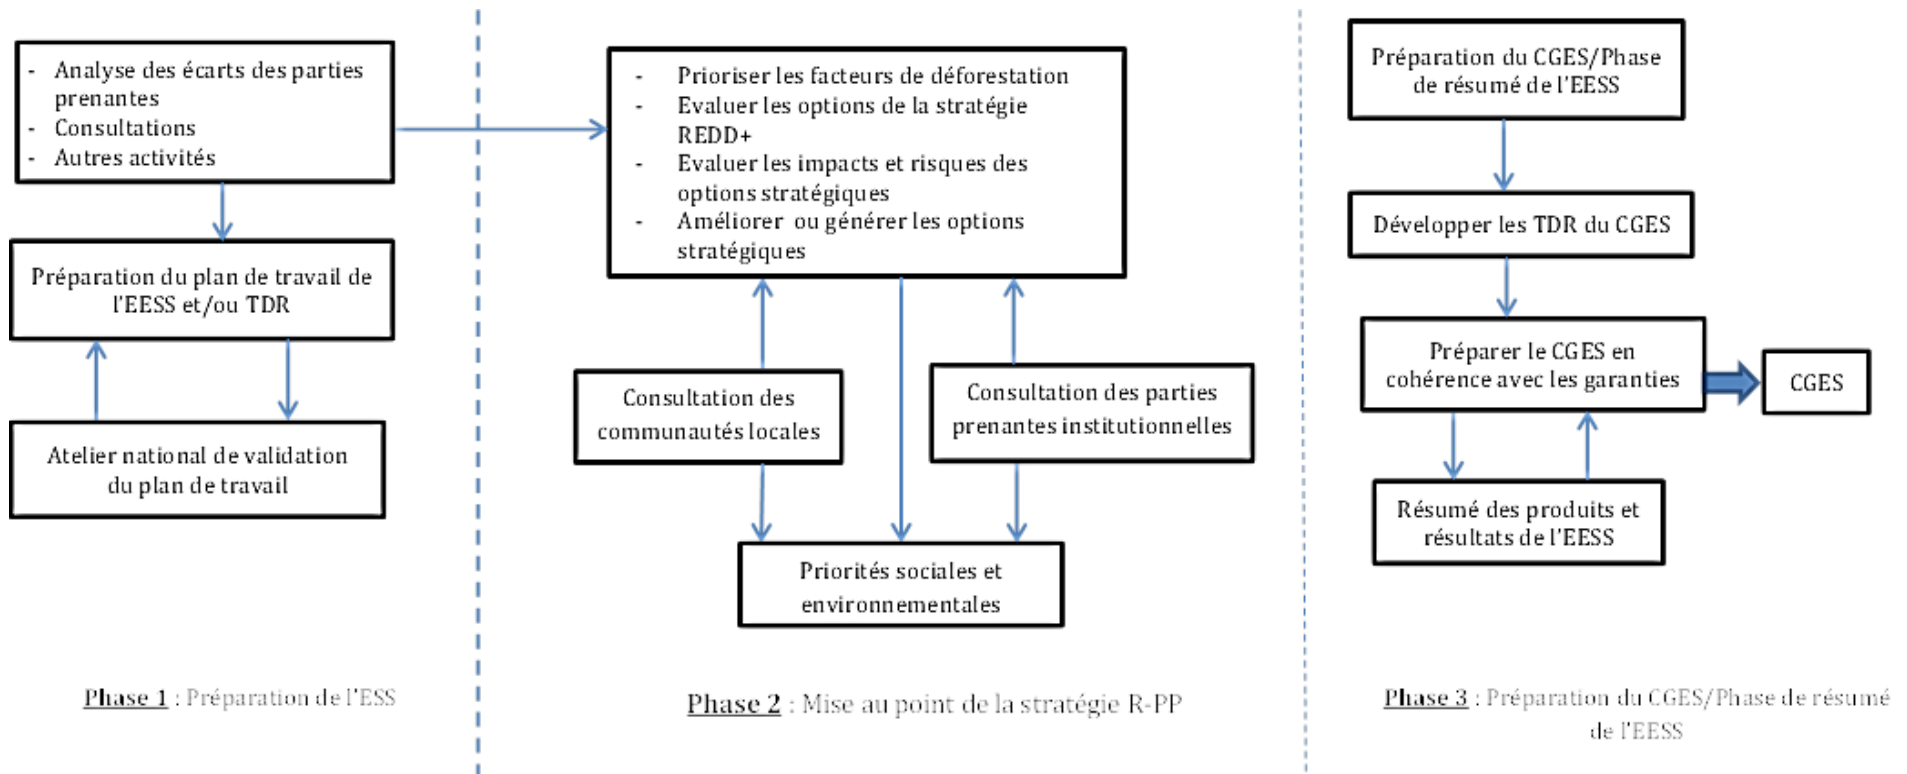 - Analyse des écarts des parties
prenantes
- Consultations
- Autres activités
Préparation du plan de travail de
l'EESS et/ou TDR
Atelier national de validation
du plan de travail
Phase 1 : Préparation de l'ESS
- Prioriser les facteurs de déforestation
- Evaluer les options de la stratégie
REDD+
- Evaluer les impacts et risques des
options stratégiques
- Améliorer ou générer les options
stratégiques
Consultation des
communautés locales
Consultation des parties
prenantes institutionnelles
Priorités sociales et
environnementales
Phase 2 : Mise au point de la stratégie R-PP
Préparation du CGES/Phase
de résumé de l'EESS
Développer les TDR du CGES
Préparer le CGES en
cohérence avec les garanties
CGES
Résumé des produits et
résultats de l'EESS
Phase 3 : Préparation du CGES/Phase de résumé
de l'EESS